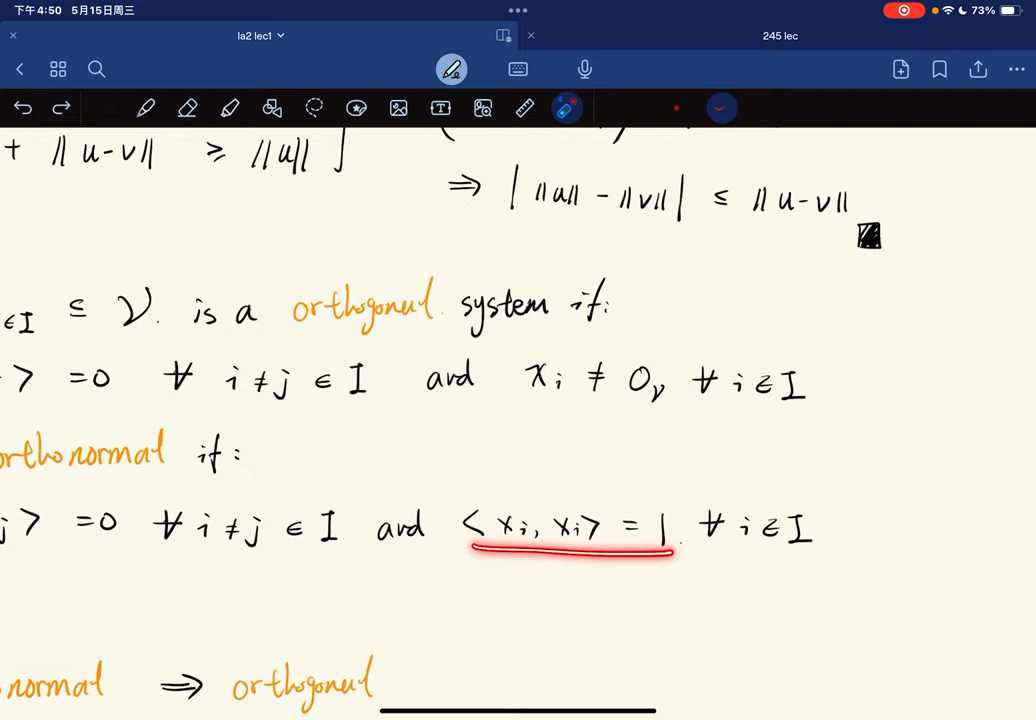 下午4:50 5月15日周三 73%
la2 lec1 245 lec
+ ‖u-v‖ ≥ ‖u‖ ]
⇒ | ‖u‖ - ‖v‖ | ≤ ‖u-v‖
∈I ≤ V. is a orthogonal. system if:
> =0 ∀ i≠j ∈ I and xi ≠ 0v ∀ i∈I
orthonormal if:
j> =0 ∀ i≠j ∈ I and <xi, xi> = 1. ∀ i∈I
normal ⇒ orthogonal